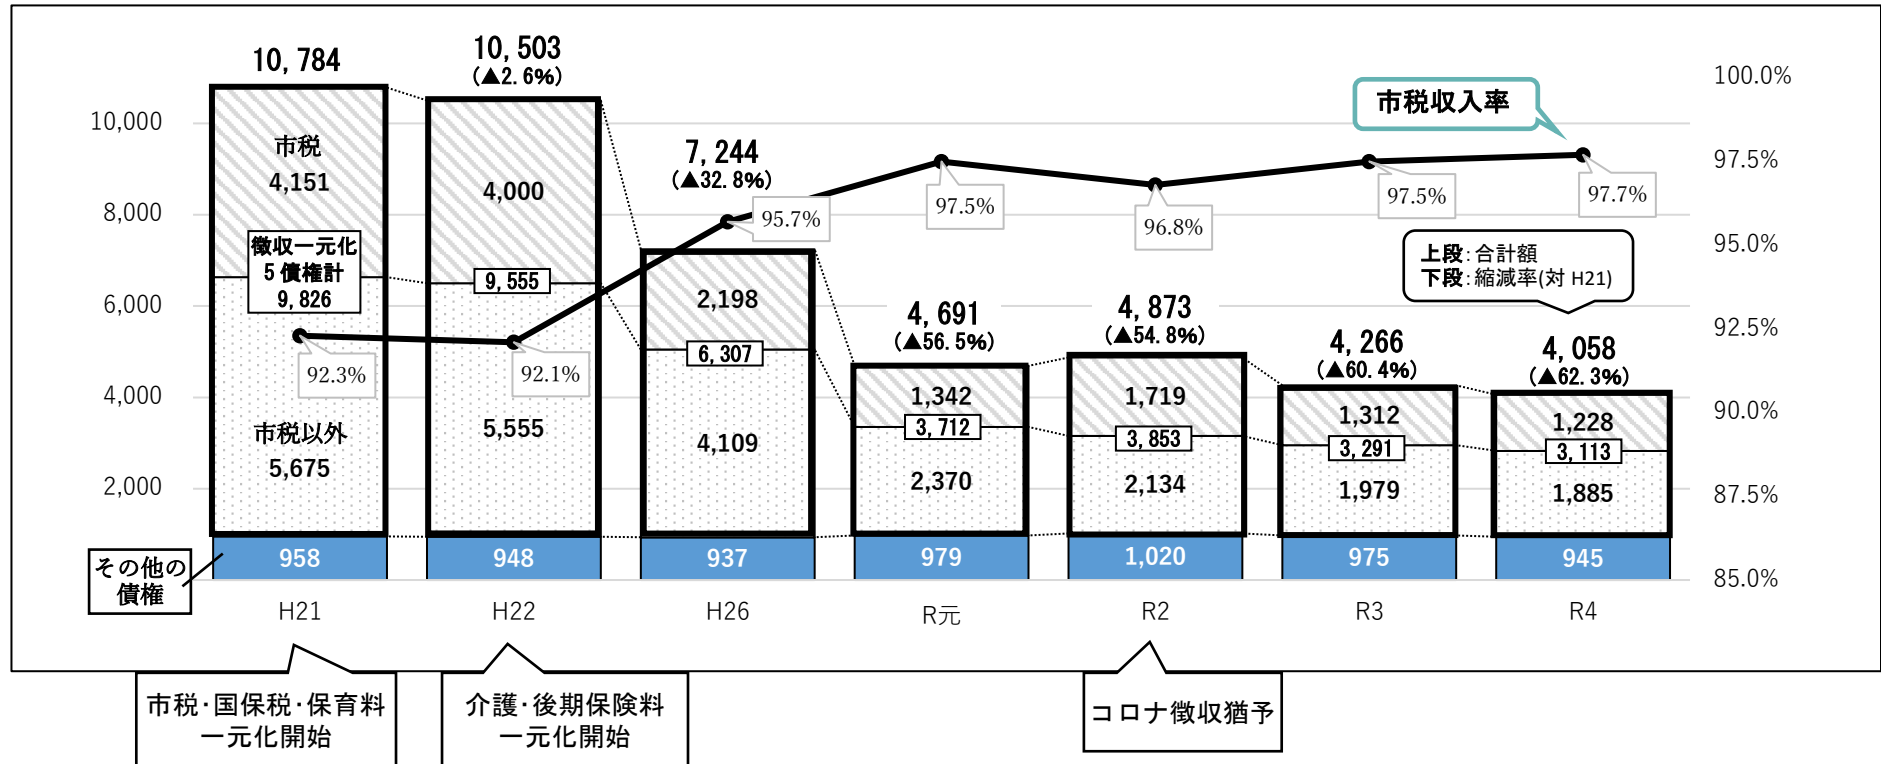 10,784
10,503
(▲2.6%)
7,244
(▲32.8%)
4,691
(▲56.5%)
4,873
(▲54.8%)
4,266
(▲60.4%)
4,058
(▲62.3%)
市税収入率
上段:合計額
下段:縮減率(対 H21)
10,000
8,000
6,000
4,000
2,000
100.0%
97.5%
95.0%
92.5%
90.0%
87.5%
85.0%
市税
4,151
徴収一元化
5 債権計
9,826
92.3%
市税以外
5,675
958
4,000
9,555
92.1%
5,555
948
95.7%
2,198
6,307
4,109
937
97.5%
1,342
3,712
2,370
979
96.8%
1,719
3,853
2,134
1,020
97.5%
1,312
3,291
1,979
975
97.7%
1,228
3,113
1,885
945
その他の
債権
H21
H22
H26
R元
R2
R3
R4
市税・国保税・保育料
一元化開始
介護・後期保険料
一元化開始
コロナ徴収猶予